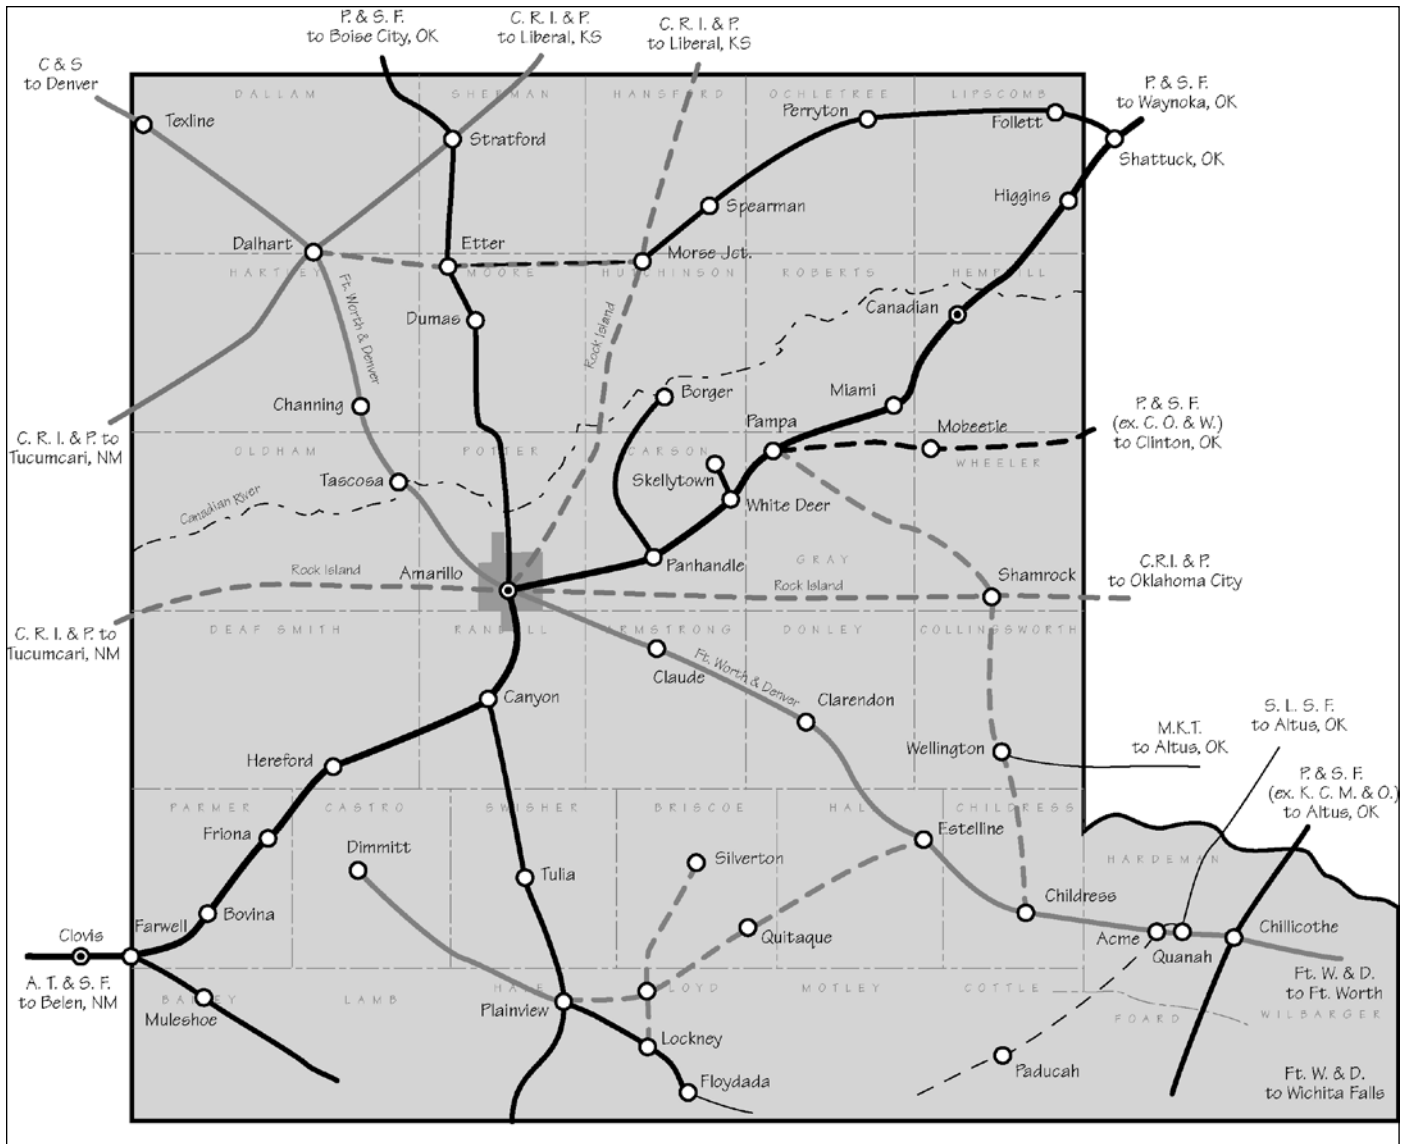 P. & S. F.
to Boise City, OK
C. R. I. & P.
to Liberal, KS
C. R. I. & P.
to Liberal, KS
C & S
to Denver
P. & S. F.
to Waynoka, OK
DALLAM
SHERMAN
HANSFORD
OCHLETREE
LIPSCOMB
Texline
Stratford
Perryton
Follett
Shattuck, OK
Higgins
Spearman
Dalhart
Etter
Morse Jct.
HARTLEY
MOORE
HUTCHINSON
ROBERTS
HEMPHILL
Ft. Worth & Denver
Rock Island
Dumas
Canadian
Channing
Borger
Miami
Pampa
Mobeetie
P. & S. F.
(ex. C. O. & W.)
to Clinton, OK
C. R. I. & P. to
Tucumcari, NM
OLDHAM
POTTER
CARSON
WHEELER
Tascosa
Skellytown
White Deer
Canadian River
Panhandle
GRAY
Amarillo
Rock Island
Rock Island
Shamrock
C.R.I. & P.
to Oklahoma City
C. R. I. & P. to
Tucumcari, NM
DEAF SMITH
RANDALL
ARMSTRONG
DONLEY
COLLINGSWORTH
Claude
Ft. Worth & Denver
Canyon
Clarendon
S. L. S. F.
to Altus, OK
M.K.T.
to Altus, OK
Wellington
Hereford
P. & S. F.
(ex. K. C. M. & O.)
to Altus, OK
PARMER
CASTRO
SWISHER
BRISCOE
HALL
CHILDRESS
Friona
Dimmitt
Silverton
Estelline
HARDEMAN
Tulia
Childress
Bovina
Farwell
Clovis
Quitaque
Acme
Quanah
Chillicothe
A. T. & S. F.
to Belen, NM
Ft. W. & D.
to Ft. Worth
BAILEY
LAMB
HALE
FLOYD
MOTLEY
COTTLE
FOARD
WILBARGER
Muleshoe
Plainview
Lockney
Floydada
Paducah
Ft. W. & D.
to Wichita Falls